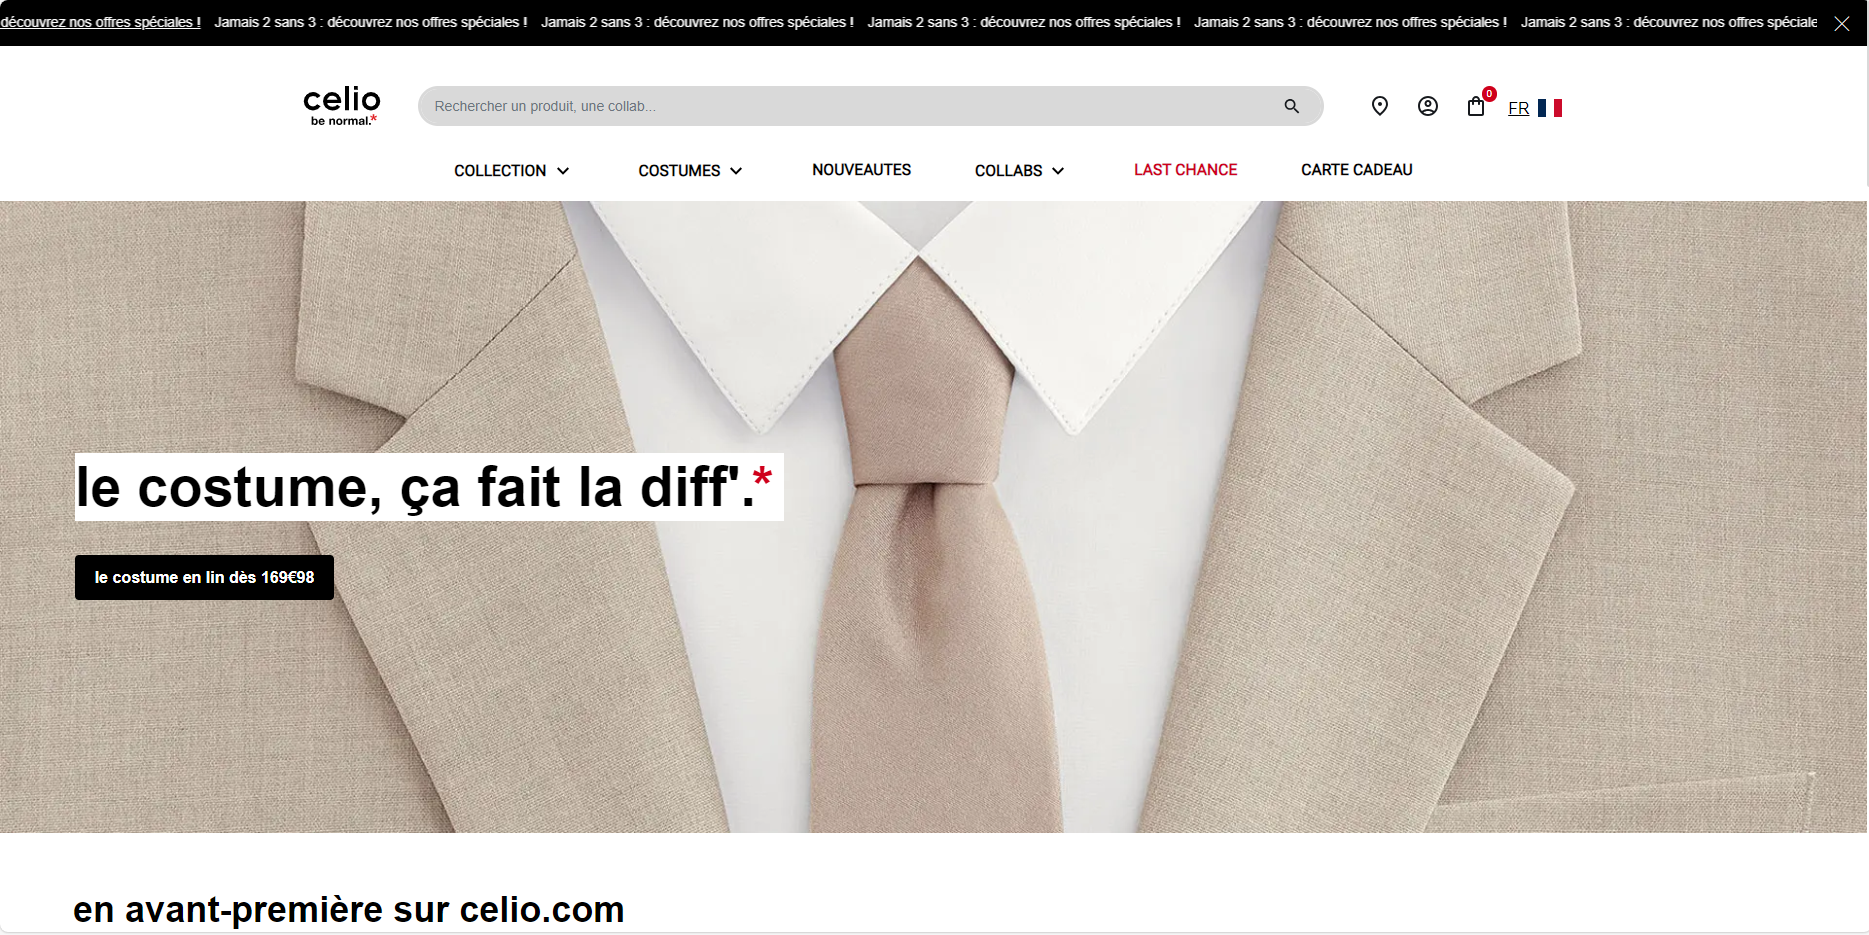 découvrez nos offres spéciales ! Jamais 2 sans 3 : découvrez nos offres spéciales ! Jamais 2 sans 3 : découvrez nos offres spéciales ! Jamais 2 sans 3 : découvrez nos offres spéciales ! Jamais 2 sans 3 : découvrez nos offres spéciales ! Jamais 2 sans 3 : découvrez nos offres spéciale
celio
be normal.*
Rechercher un produit, une collab...
0
FR
COLLECTION COSTUMES NOUVEAUTES COLLABS LAST CHANCE CARTE CADEAU
le costume, ça fait la diff'.*
le costume en lin dès 169€98
en avant-première sur celio.com